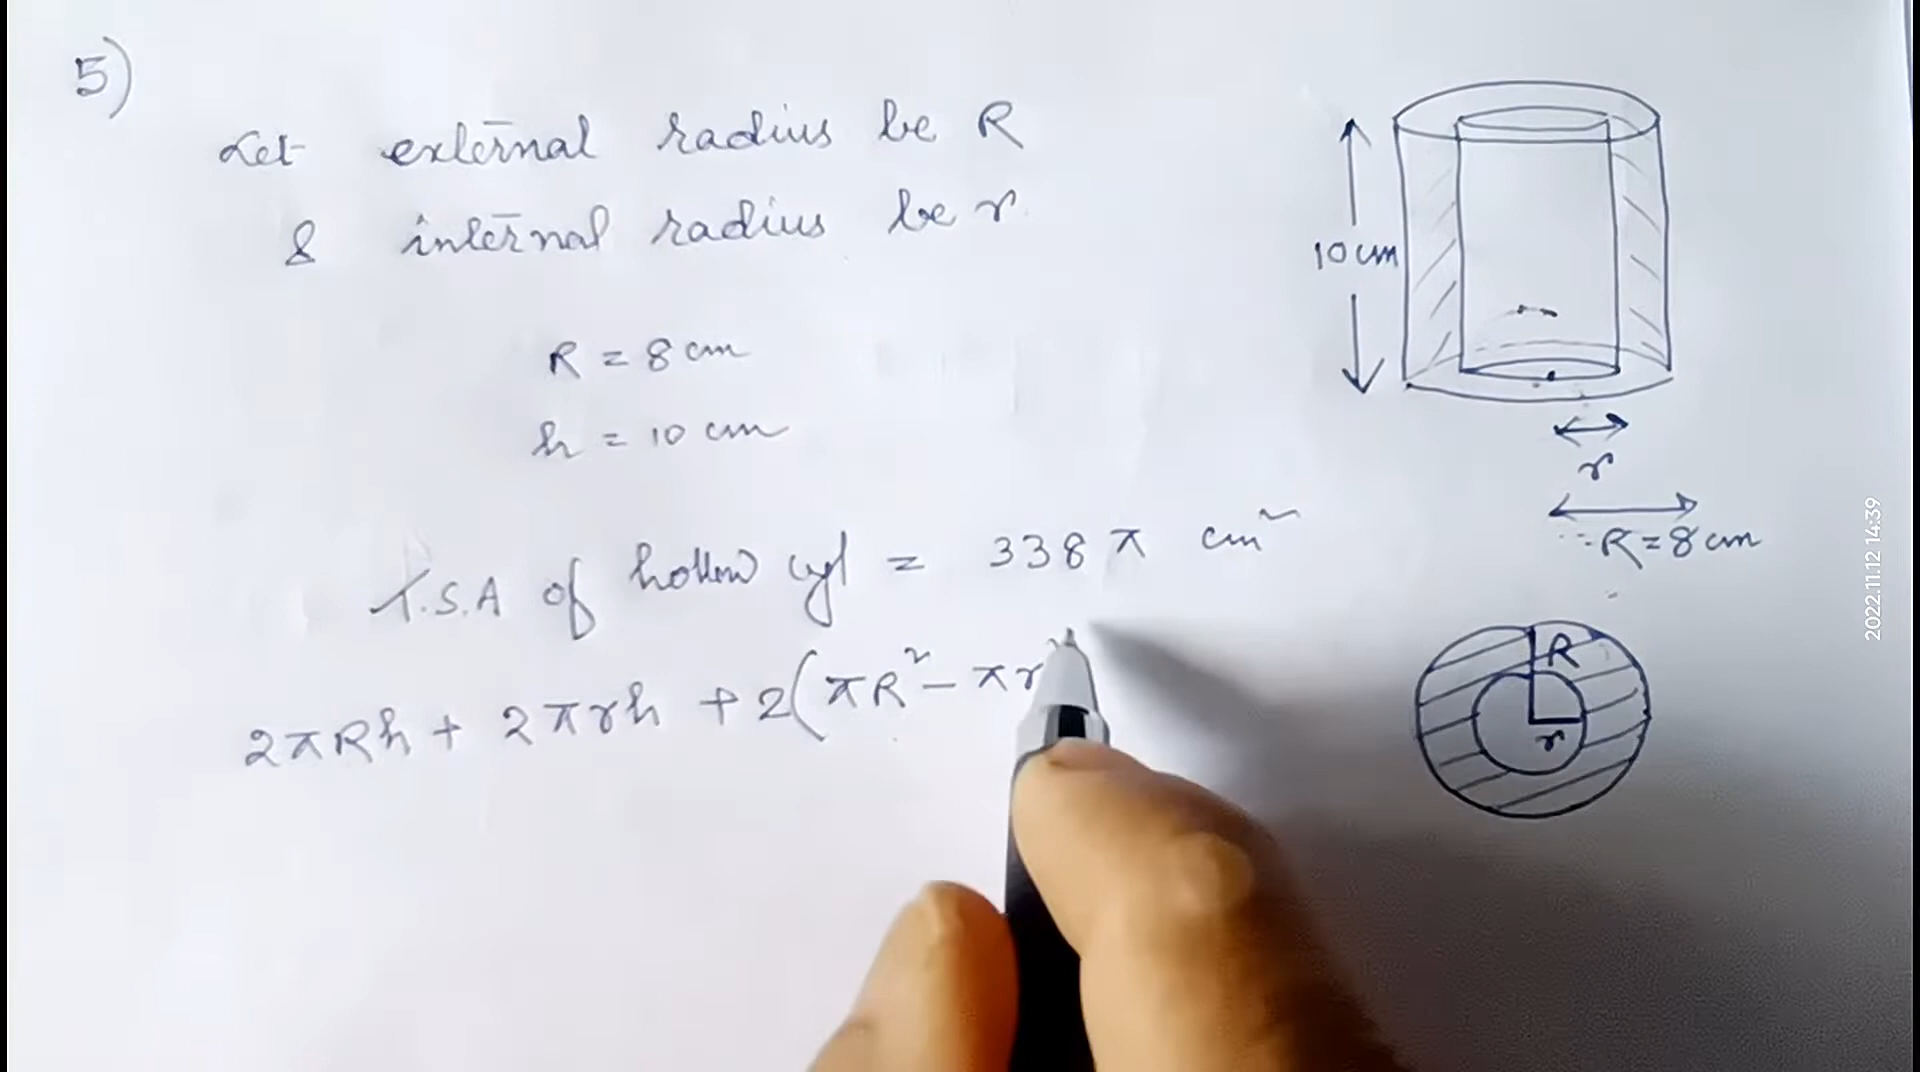 5)
Let external radius be R
& internal radius be r
R = 8 cm
h = 10 cm
T.S.A of hollow cyl = 338 π cm²
2πRh + 2πrh + 2(πR² - πr
10 cm
r
R = 8 cm
R
r
2022.11.12 14:39